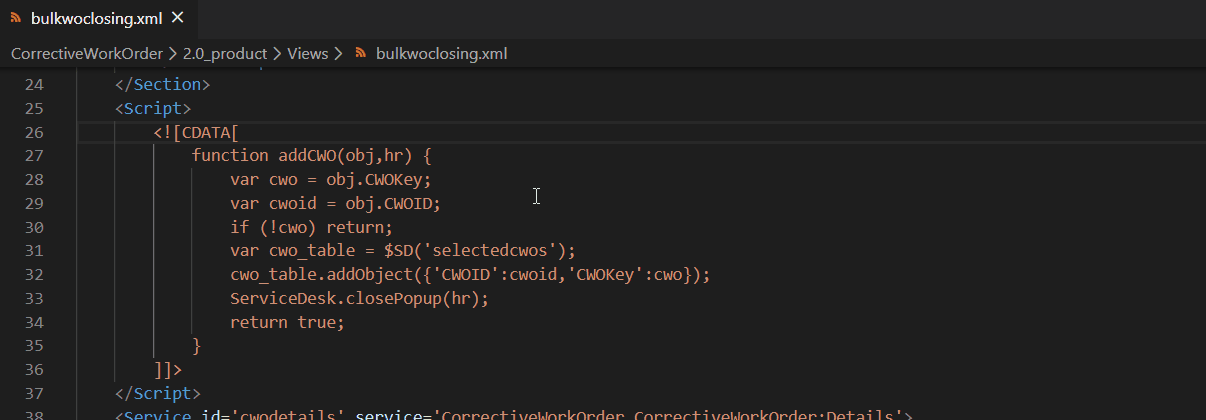 bulkwoclosing.xml ×
CorrectiveWorkOrder > 2.0_product > Views > bulkwoclosing.xml
24 </Section>
25 <Script>
26 <![CDATA[
27 function addCWO(obj,hr) {
28 var cwo = obj.CWOKey;
29 var cwoid = obj.CWOID;
30 if (!cwo) return;
31 var cwo_table = $SD('selectedcwos');
32 cwo_table.addObject({'CWOID':cwoid,'CWOKey':cwo});
33 ServiceDesk.closePopup(hr);
34 return true;
35 }
36 ]]>
37 </Script>
38 <Service id='cwodetails' service='CorrectiveWorkOrder.CorrectiveWorkOrder:Details'>